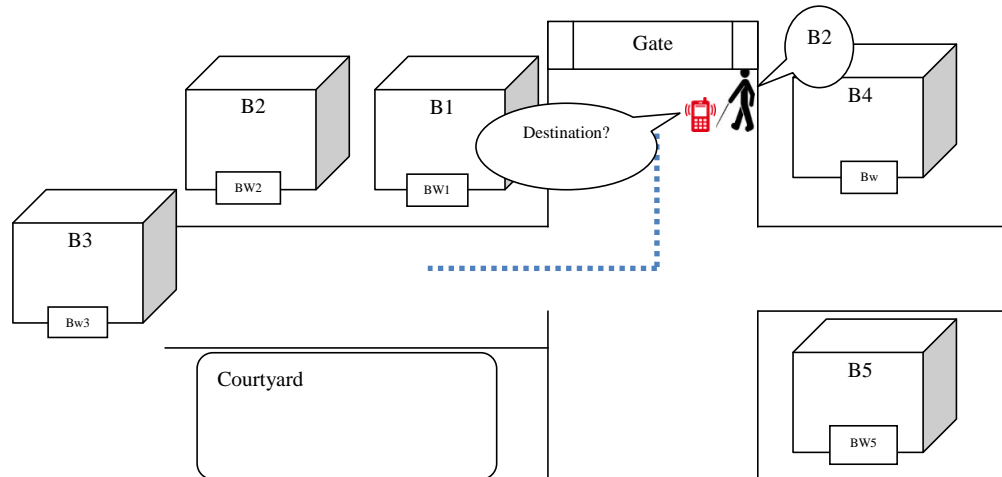 Gate
B2
B2
B1
B4
Destination?
BW2
BW1
Bw
B3
Bw3
B5
Courtyard
BW5